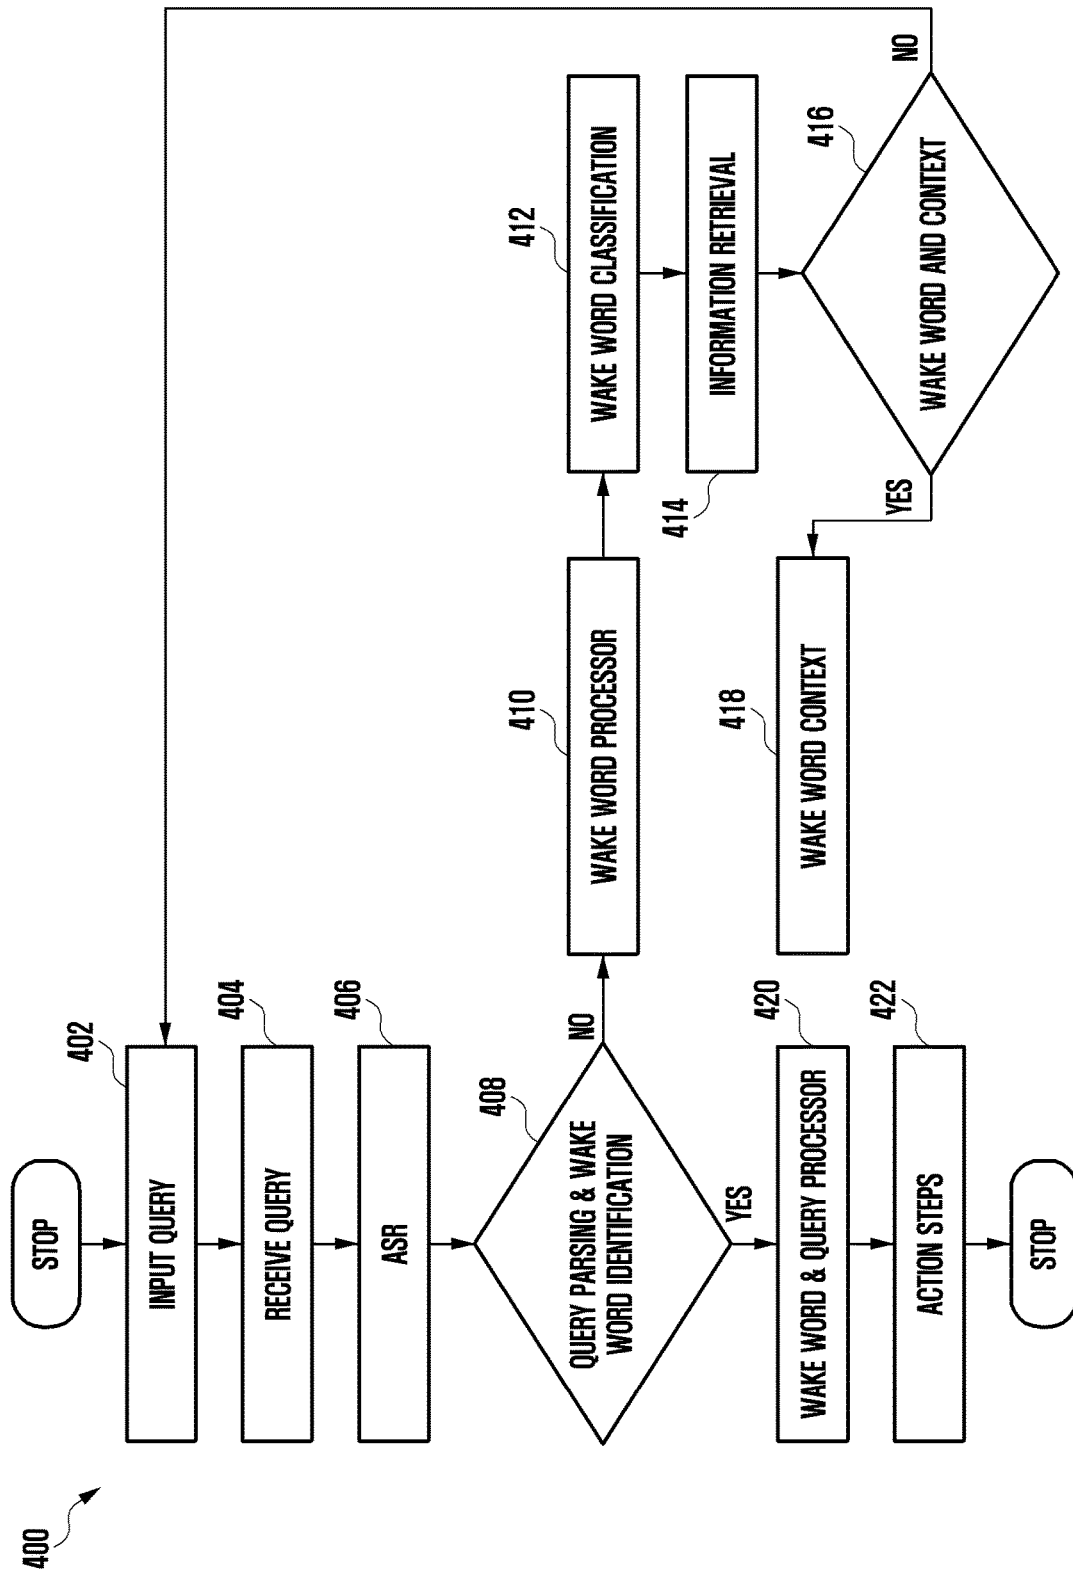 400
STOP
402
INPUT QUERY
404
RECEIVE QUERY
406
ASR
408
QUERY PARSING & WAKE
WORD IDENTIFICATION
NO
YES
410
WAKE WORD PROCESSOR
412
WAKE WORD CLASSIFICATION
414
INFORMATION RETRIEVAL
416
WAKE WORD AND CONTEXT
NO
YES
418
WAKE WORD CONTEXT
420
WAKE WORD & QUERY PROCESSOR
422
ACTION STEPS
STOP